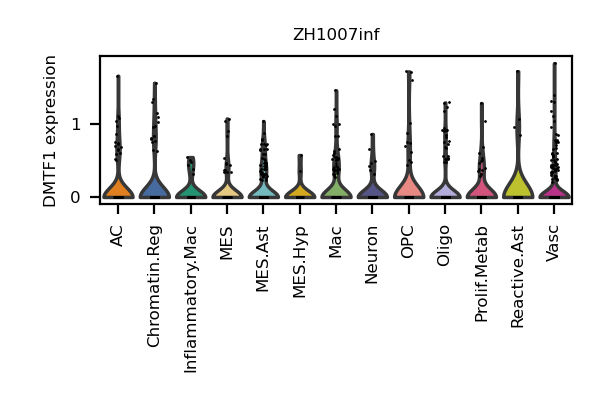 ZH1007inf
DMTF1 expression
1
0
AC
Chromatin.Reg
Inflammatory.Mac
MES
MES.Ast
MES.Hyp
Mac
Neuron
OPC
Oligo
Prolif.Metab
Reactive.Ast
Vasc